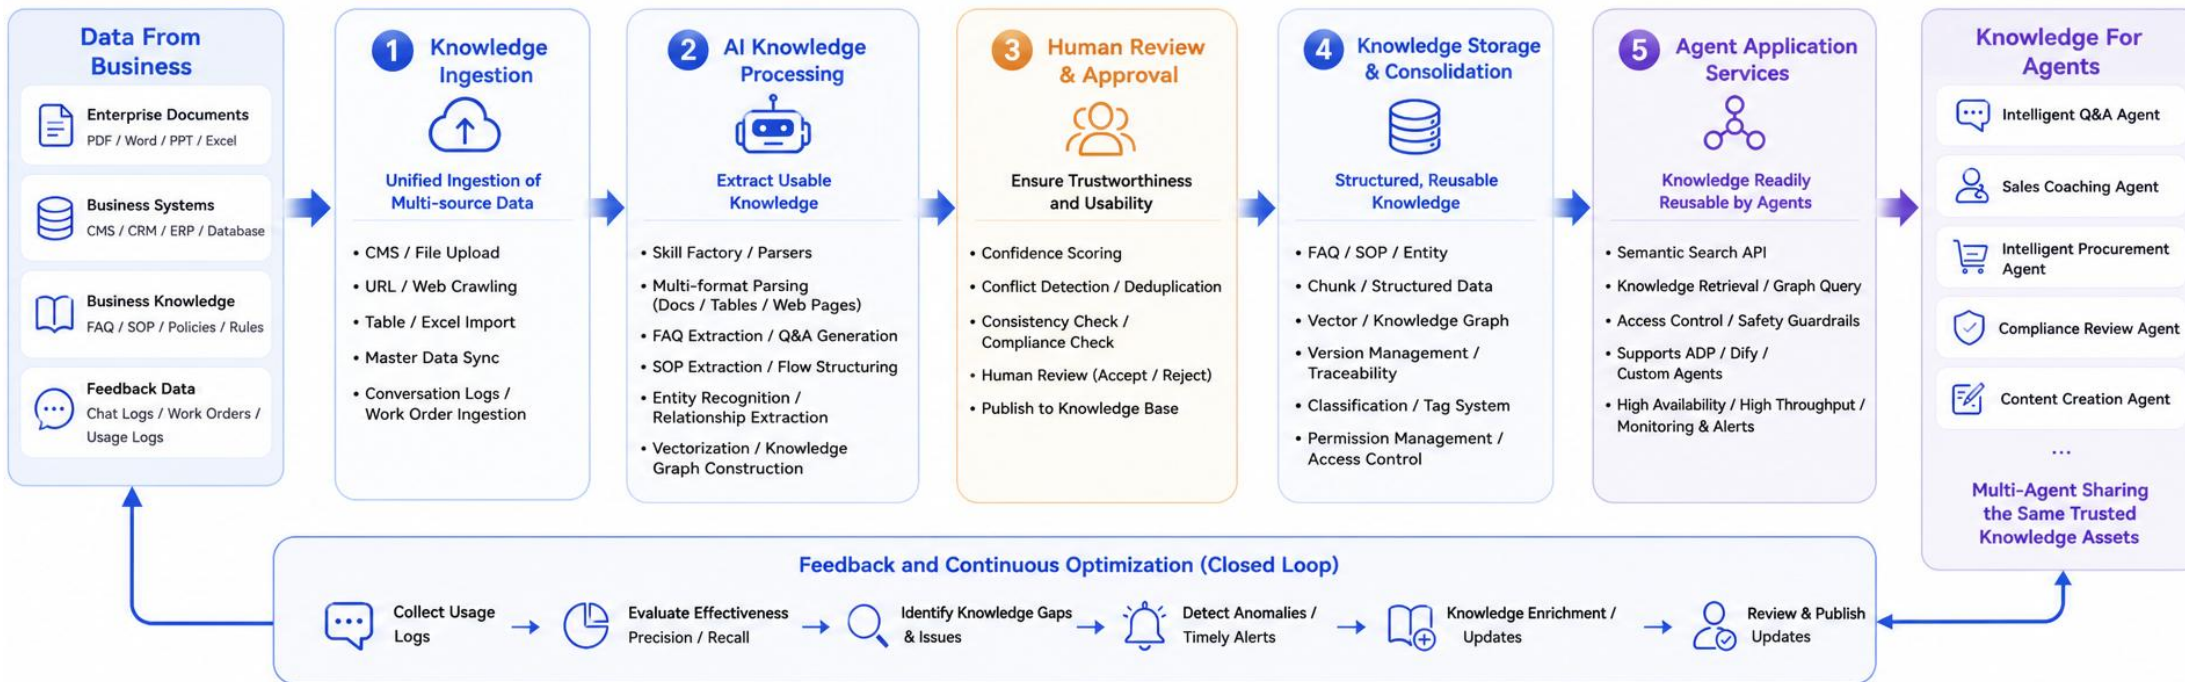 Data From
Business
Enterprise Documents
PDF / Word / PPT / Excel
Business Systems
CMS / CRM / ERP / Database
Business Knowledge
FAQ / SOP / Policies / Rules
Feedback Data
Chat Logs / Work Orders /
Usage Logs
1
Knowledge
Ingestion
Unified Ingestion of
Multi-source Data
• CMS / File Upload
• URL / Web Crawling
• Table / Excel Import
• Master Data Sync
• Conversation Logs /
Work Order Ingestion
2
AI Knowledge
Processing
Extract Usable
Knowledge
• Skill Factory / Parsers
• Multi-format Parsing
(Docs / Tables / Web Pages)
• FAQ Extraction / Q&A Generation
• SOP Extraction / Flow Structuring
• Entity Recognition /
Relationship Extraction
• Vectorization / Knowledge
Graph Construction
3
Human Review
& Approval
Ensure Trustworthiness
and Usability
• Confidence Scoring
• Conflict Detection / Deduplication
• Consistency Check /
Compliance Check
• Human Review (Accept / Reject)
• Publish to Knowledge Base
4
Knowledge Storage
& Consolidation
Structured, Reusable
Knowledge
• FAQ / SOP / Entity
• Chunk / Structured Data
• Vector / Knowledge Graph
• Version Management /
Traceability
• Classification / Tag System
• Permission Management /
Access Control
5
Agent Application
Services
Knowledge Readily
Reusable by Agents
• Semantic Search API
• Knowledge Retrieval / Graph Query
• Access Control / Safety Guardrails
• Supports ADP / Dify /
Custom Agents
• High Availability / High Throughput /
Monitoring & Alerts
Knowledge For
Agents
Intelligent Q&A Agent
Sales Coaching Agent
Intelligent Procurement
Agent
Compliance Review Agent
Content Creation Agent
...
Multi-Agent Sharing
the Same Trusted
Knowledge Assets
Feedback and Continuous Optimization (Closed Loop)
Collect Usage
Logs
Evaluate Effectiveness
Precision / Recall
Identify Knowledge Gaps
& Issues
Detect Anomalies /
Timely Alerts
Knowledge Enrichment /
Updates
Review & Publish
Updates